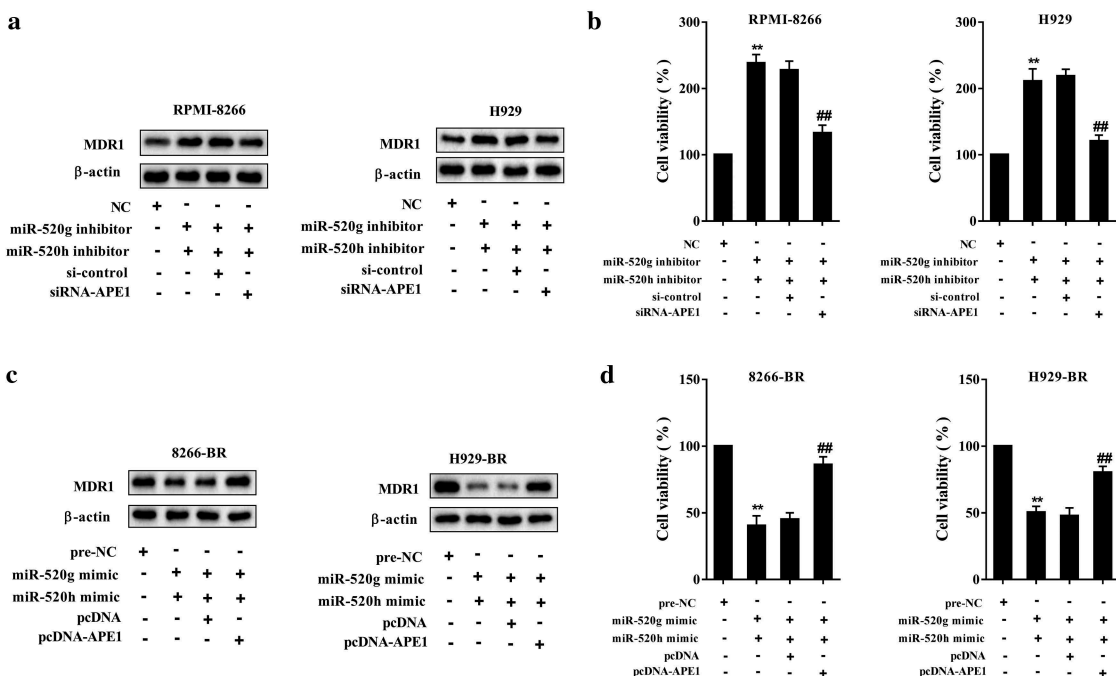 a
RPMI-8266
MDR1
β-actin
NC + - - -
miR-520g inhibitor - + + +
miR-520h inhibitor - + + +
si-control - - + -
siRNA-APE1 - - - +
H929
MDR1
β-actin
NC + - - -
miR-520g inhibitor - + + +
miR-520h inhibitor - + + +
si-control - - + -
siRNA-APE1 - - - +
b
RPMI-8266
Cell viability ( % )
300
200
100
0
**
##
NC + - - -
miR-520g inhibitor - + + +
miR-520h inhibitor - + + +
si-control - - + -
siRNA-APE1 - - - +
H929
Cell viability ( % )
300
200
100
0
**
##
NC + - - -
miR-520g inhibitor - + + +
miR-520h inhibitor - + + +
si-control - - + -
siRNA-APE1 - - - +
c
8266-BR
MDR1
β-actin
pre-NC + - - -
miR-520g mimic - + + +
miR-520h mimic - + + +
pcDNA - - + -
pcDNA-APE1 - - - +
H929-BR
MDR1
β-actin
pre-NC + - - -
miR-520g mimic - + + +
miR-520h mimic - + + +
pcDNA - - + -
pcDNA-APE1 - - - +
d
8266-BR
Cell viability ( % )
150
100
50
0
**
##
pre-NC + - - -
miR-520g mimic - + + +
miR-520h mimic - + + +
pcDNA - - + -
pcDNA-APE1 - - - +
H929-BR
Cell viability ( % )
150
100
50
0
**
##
pre-NC + - - -
miR-520g mimic - + + +
miR-520h mimic - + + +
pcDNA - - + -
pcDNA-APE1 - - - +